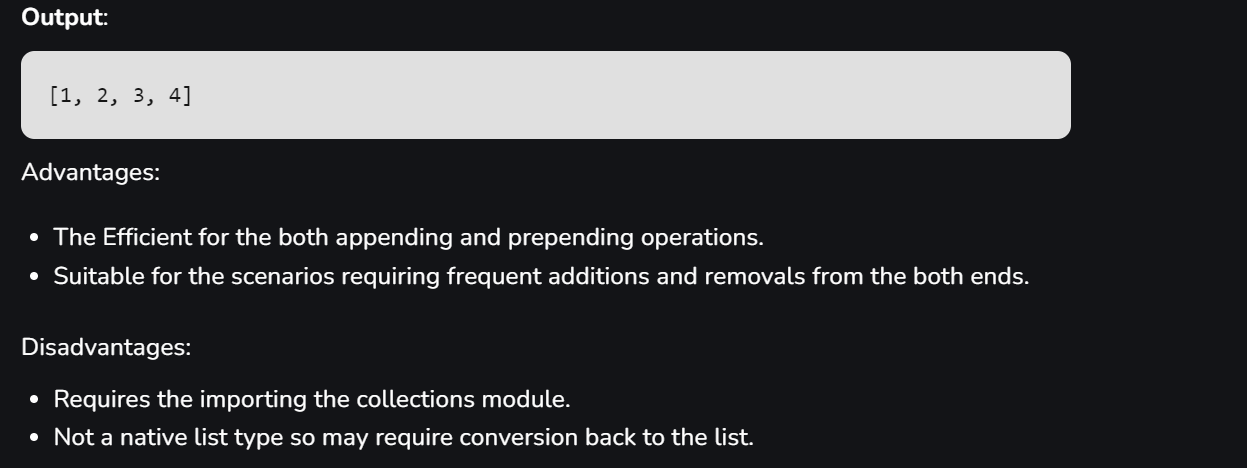 Output:
[1, 2, 3, 4]
Advantages:
The Efficient for the both appending and prepending operations.
Suitable for the scenarios requiring frequent additions and removals from the both ends.
Disadvantages:
Requires the importing the collections module.
Not a native list type so may require conversion back to the list.